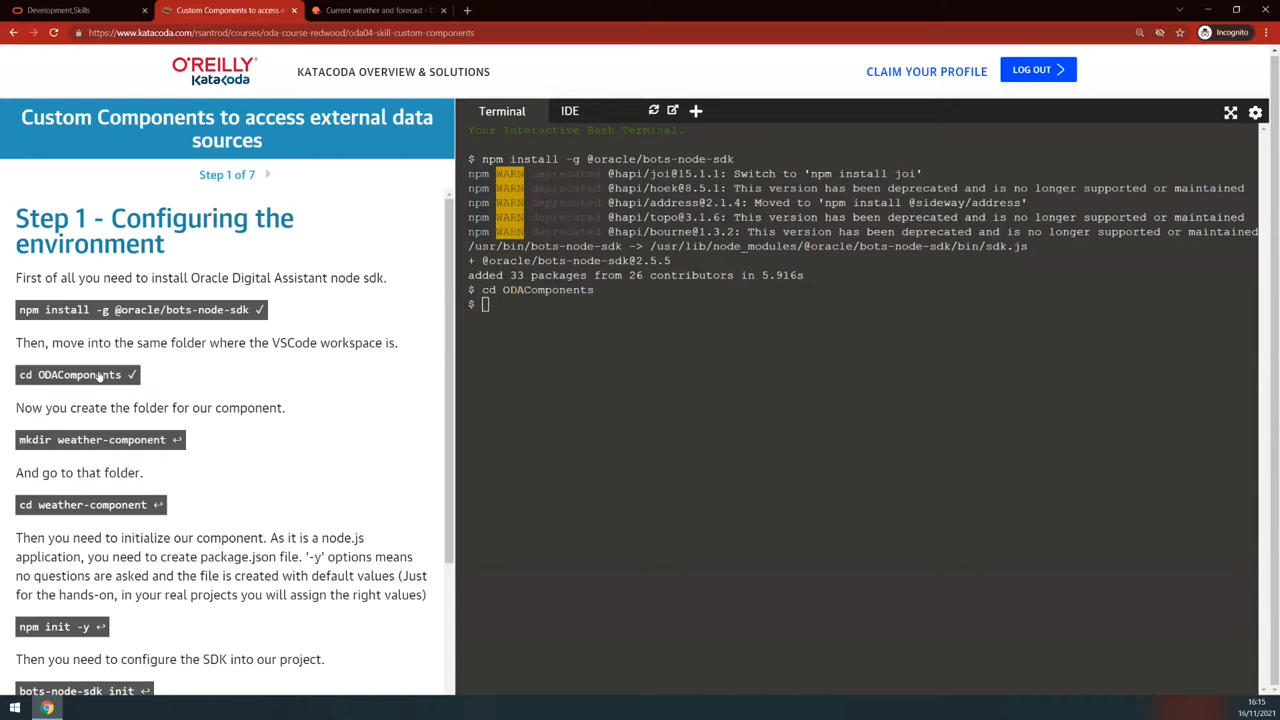 Development,Skills
Custom Components to access e
Current weather and forecast - C
Incognito
https://www.katacoda.com/rsantrod/courses/oda-course-redwood/oda04-skill-custom-components
O'REILLY
KataKoda
KATACODA OVERVIEW & SOLUTIONS
CLAIM YOUR PROFILE
LOG OUT
Custom Components to access external data
sources
Step 1 of 7
Step 1 - Configuring the
environment
First of all you need to install Oracle Digital Assistant node sdk.
npm install -g @oracle/bots-node-sdk ✓
Then, move into the same folder where the VSCode workspace is.
cd ODAComponents ✓
Now you create the folder for our component.
mkdir weather-component ↩
And go to that folder.
cd weather-component ↩
Then you need to initialize our component. As it is a node.js
application, you need to create package.json file. '-y' options means
no questions are asked and the file is created with default values (Just
for the hands-on, in your real projects you will assign the right values)
npm init -y ↩
Then you need to configure the SDK into our project.
bots-node-sdk init ↩
Terminal
IDE
Your Interactive Bash Terminal.
$ npm install -g @oracle/bots-node-sdk
npm WARN deprecated @hapi/joi@15.1.1: Switch to 'npm install joi'
npm WARN deprecated @hapi/hoek@8.5.1: This version has been deprecated and is no longer supported or maintained
npm WARN deprecated @hapi/address@2.1.4: Moved to 'npm install @sideway/address'
npm WARN deprecated @hapi/topo@3.1.6: This version has been deprecated and is no longer supported or maintained
npm WARN deprecated @hapi/bourne@1.3.2: This version has been deprecated and is no longer supported or maintained
/usr/bin/bots-node-sdk -> /usr/lib/node_modules/@oracle/bots-node-sdk/bin/sdk.js
+ @oracle/bots-node-sdk@2.5.5
added 33 packages from 26 contributors in 5.916s
$ cd ODAComponents
$
16:15
16/11/2021